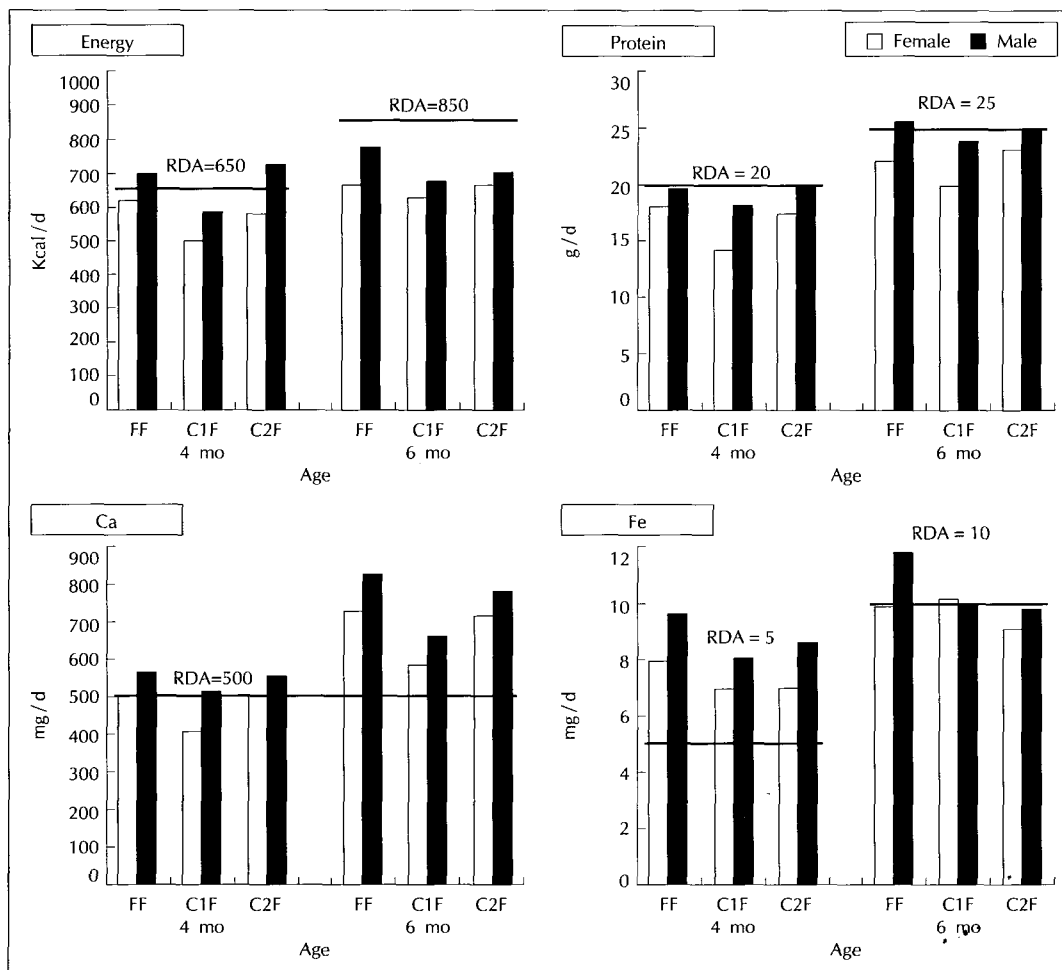 Energy
Kcal/d
1000
900
800
700
600
500
400
300
200
100
0
RDA=650
RDA=850
FF C1F C2F FF C1F C2F
4 mo 6 mo
Age
Protein
Female Male
g/d
30
25
20
15
10
5
0
RDA = 20
RDA = 25
FF C1F C2F FF C1F C2F
4 mo 6 mo
Age
Ca
mg/d
900
800
700
600
500
400
300
200
100
0
RDA=500
FF C1F C2F FF C1F C2F
4 mo 6 mo
Age
Fe
mg/d
12
10
8
6
4
2
0
RDA = 5
RDA = 10
FF C1F C2F FF C1F C2F
4 mo 6 mo
Age